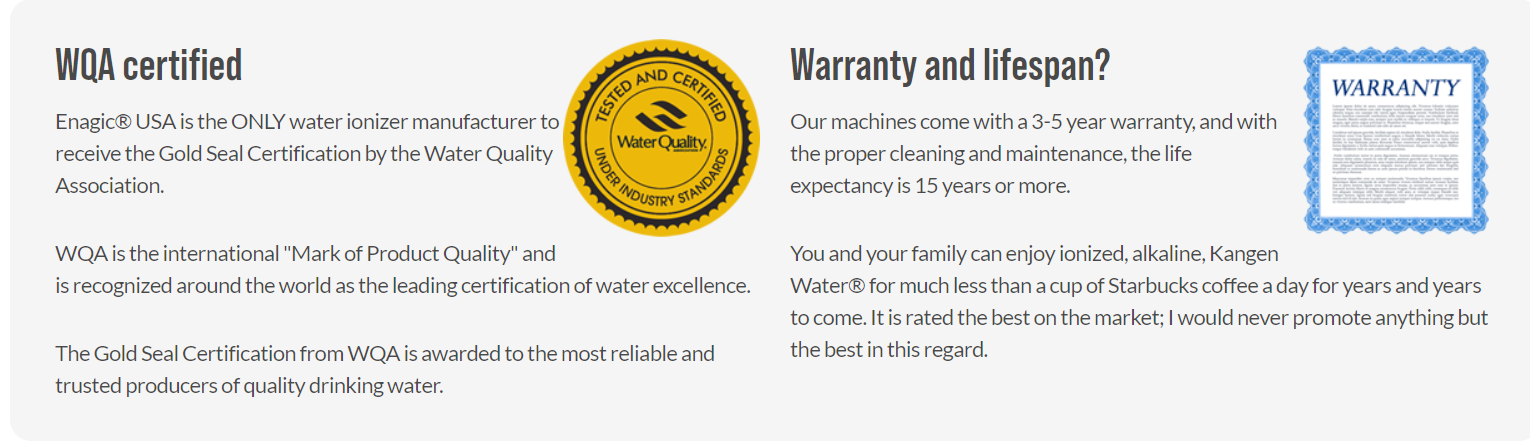 WQA certified
Enagic® USA is the ONLY water ionizer manufacturer to
receive the Gold Seal Certification by the Water Quality
Association.
WQA is the international "Mark of Product Quality" and
is recognized around the world as the leading certification of water excellence.
The Gold Seal Certification from WQA is awarded to the most reliable and
trusted producers of quality drinking water.
TESTED AND CERTIFIED
Water Quality
ASSOCIATION
UNDER INDUSTRY STANDARDS
Warranty and lifespan?
Our machines come with a 3-5 year warranty, and with
the proper cleaning and maintenance, the life
expectancy is 15 years or more.
You and your family can enjoy ionized, alkaline, Kangen
Water® for much less than a cup of Starbucks coffee a day for years and years
to come. It is rated the best on the market; I would never promote anything but
the best in this regard.
WARRANTY